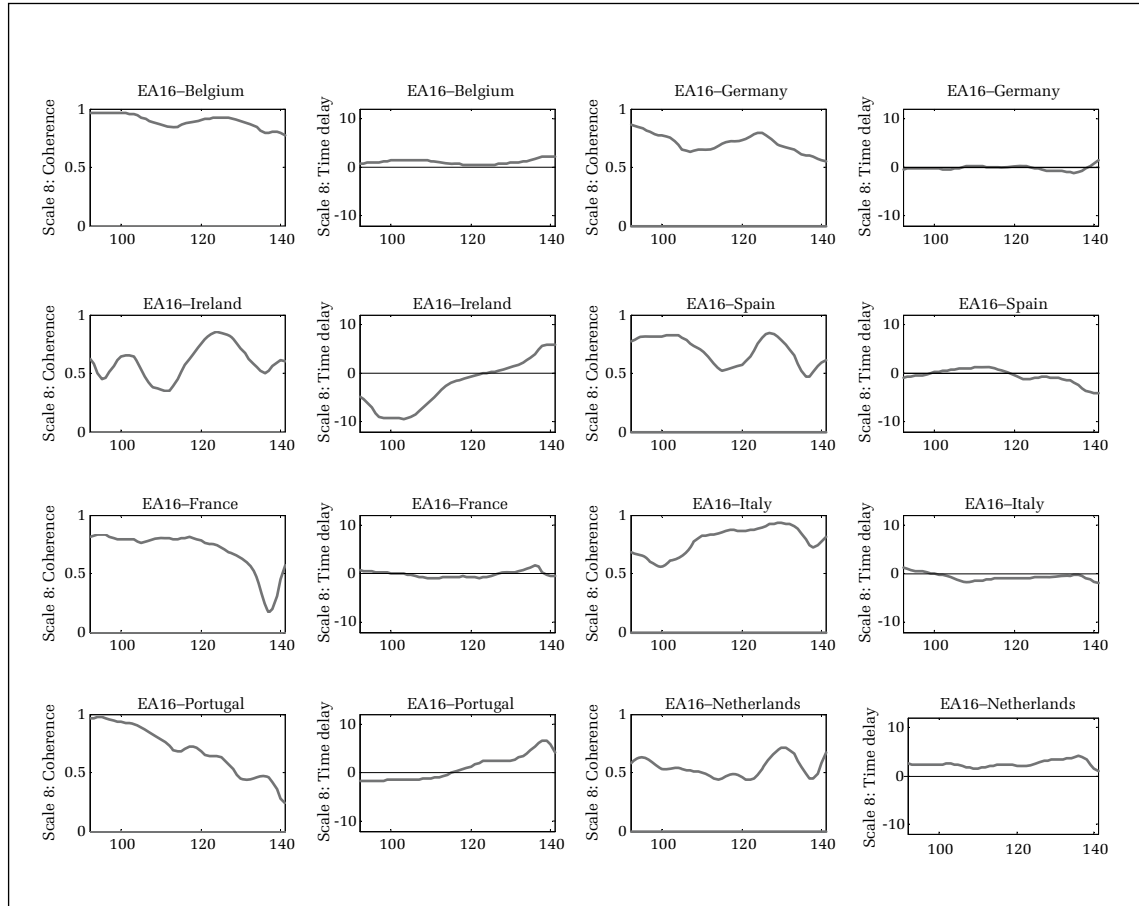 EA16–Belgium
Scale 8: Coherence
1
0.5
0
100 120 140
EA16–Belgium
Scale 8: Time delay
10
0
-10
100 120 140
EA16–Germany
Scale 8: Coherence
1
0.5
0
100 120 140
EA16–Germany
Scale 8: Time delay
10
0
-10
100 120 140
EA16–Ireland
Scale 8: Coherence
1
0.5
0
100 120 140
EA16–Ireland
Scale 8: Time delay
10
0
-10
100 120 140
EA16–Spain
Scale 8: Coherence
1
0.5
0
100 120 140
EA16–Spain
Scale 8: Time delay
10
0
-10
100 120 140
EA16–France
Scale 8: Coherence
1
0.5
0
100 120 140
EA16–France
Scale 8: Time delay
10
0
-10
100 120 140
EA16–Italy
Scale 8: Coherence
1
0.5
0
100 120 140
EA16–Italy
Scale 8: Time delay
10
0
-10
100 120 140
EA16–Portugal
Scale 8: Coherence
1
0.5
0
100 120 140
EA16–Portugal
Scale 8: Time delay
10
0
-10
100 120 140
EA16–Netherlands
Scale 8: Coherence
1
0.5
0
100 120 140
EA16–Netherlands
Scale 8: Time delay
10
0
-10
100 120 140